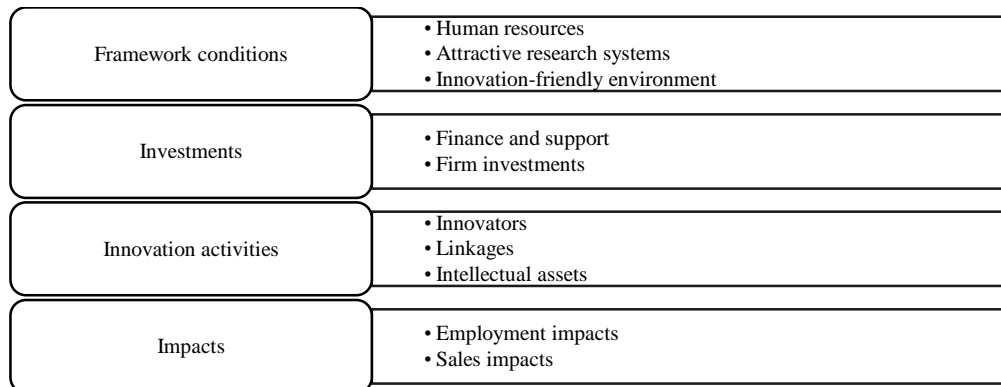 Framework conditions
• Human resources
• Attractive research systems
• Innovation-friendly environment
Investments
• Finance and support
• Firm investments
Innovation activities
• Innovators
• Linkages
• Intellectual assets
Impacts
• Employment impacts
• Sales impacts